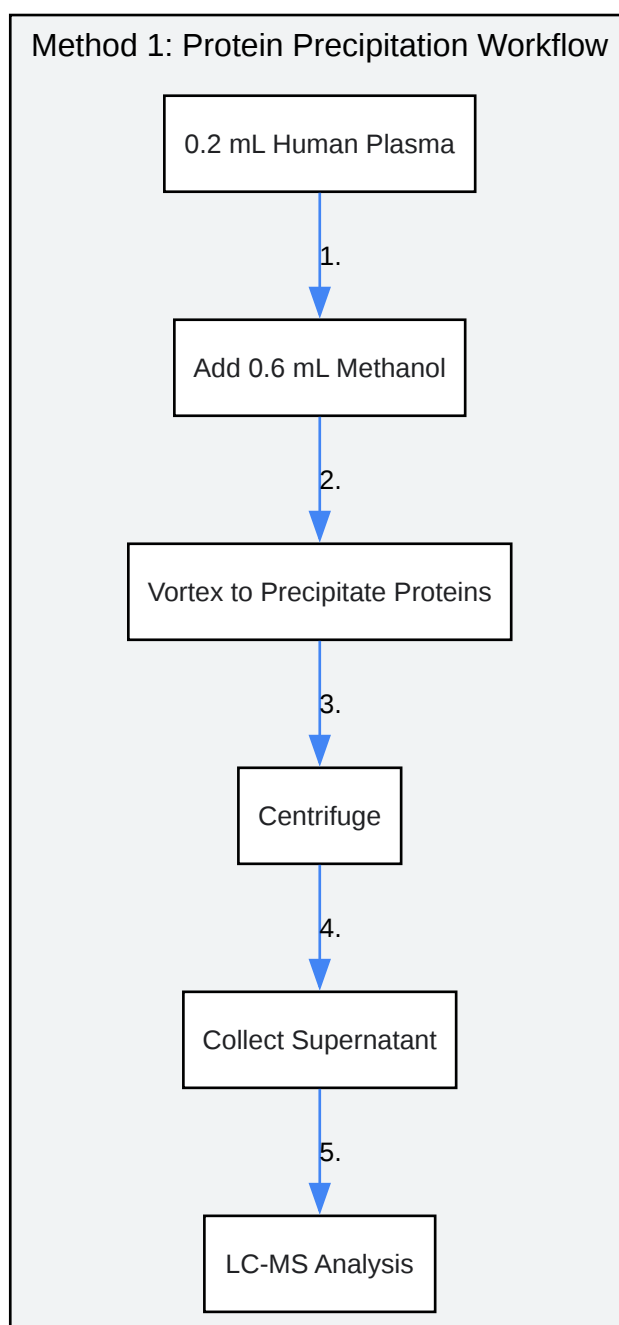 Method 1: Protein Precipitation Workflow
0.2 mL Human Plasma
1.
Add 0.6 mL Methanol
2.
Vortex to Precipitate Proteins
3.
Centrifuge
4.
Collect Supernatant
5.
LC-MS Analysis